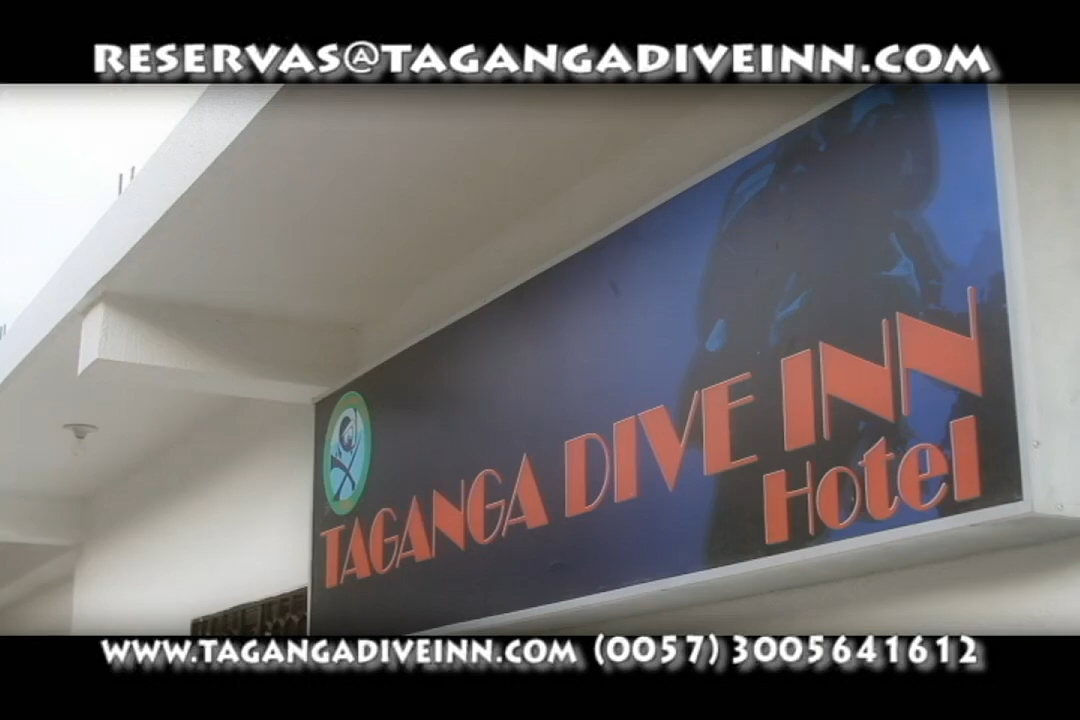 RESERVAS@TAGANGADIVEINN.COM
TAGANGA DIVE INN
Hotel
WWW.TAGANGADIVEINN.COM (0057) 3005641612